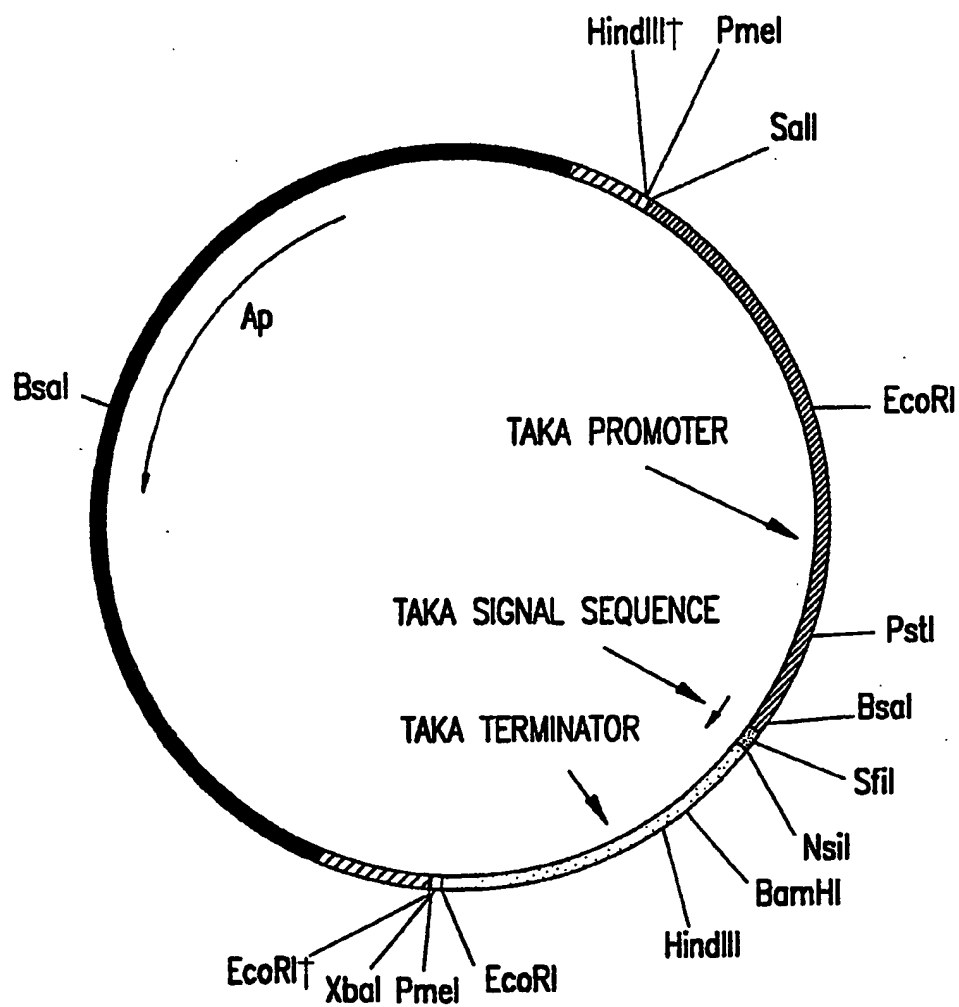 HindIII†
PmeI
SalI
Ap
BsaI
EcoRI
TAKA PROMOTER
TAKA SIGNAL SEQUENCE
PstI
BsaI
TAKA TERMINATOR
SfiI
NsiI
BamHI
HindIII
EcoRI†
XbaI
PmeI
EcoRI